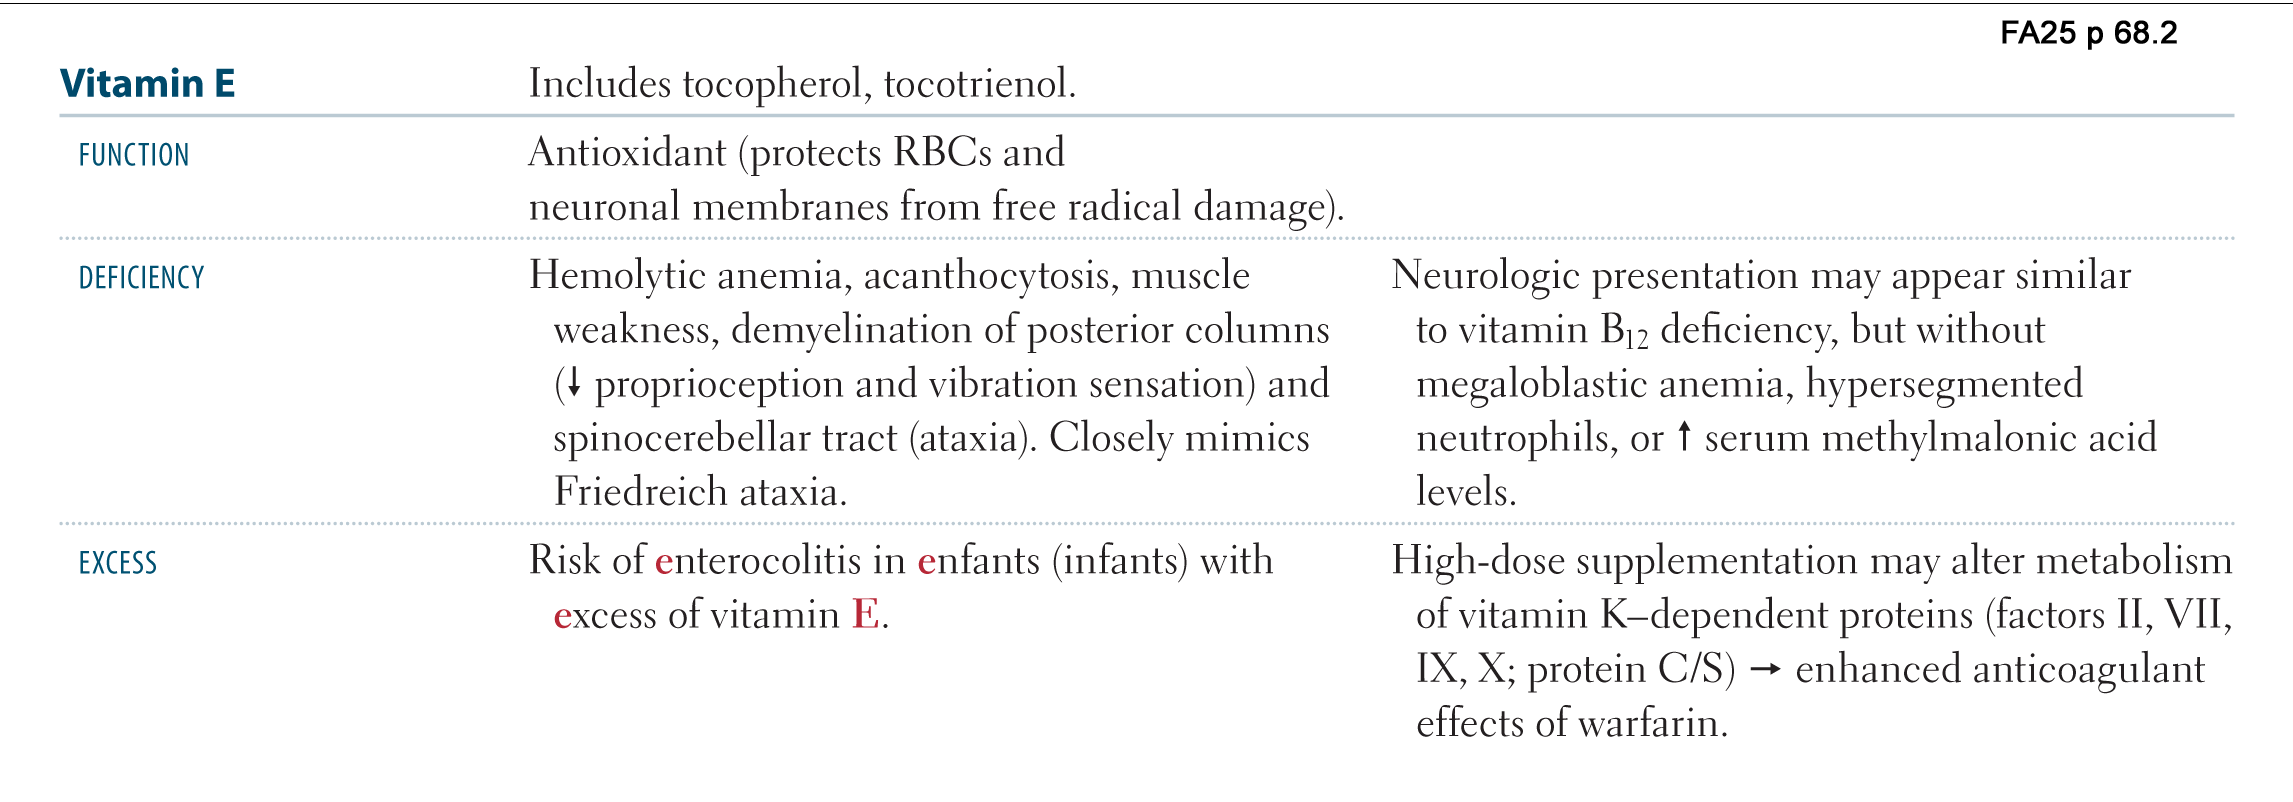 FA25 p 68.2
Vitamin E
Includes tocopherol, tocotrienol.
FUNCTION
Antioxidant (protects RBCs and
neuronal membranes from free radical damage).
DEFICIENCY
Hemolytic anemia, acanthocytosis, muscle
weakness, demyelination of posterior columns
(↓ proprioception and vibration sensation) and
spinocerebellar tract (ataxia). Closely mimics
Friedreich ataxia.
Neurologic presentation may appear similar
to vitamin B₁₂ deficiency, but without
megaloblastic anemia, hypersegmented
neutrophils, or ↑ serum methylmalonic acid
levels.
EXCESS
Risk of enterocolitis in enfants (infants) with
excess of vitamin E.
High-dose supplementation may alter metabolism
of vitamin K–dependent proteins (factors II, VII,
IX, X; protein C/S) → enhanced anticoagulant
effects of warfarin.